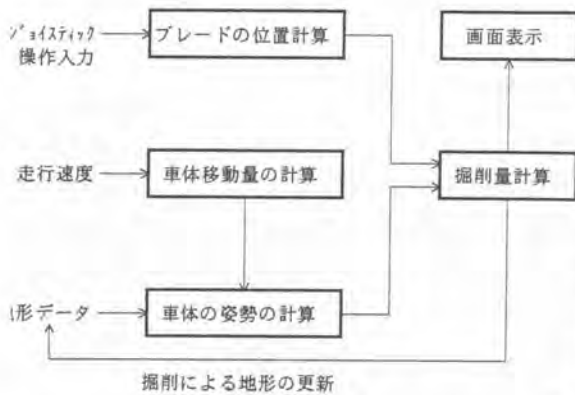 ジョイスティック
操作入力
ブレードの位置計算
画面表示
走行速度
車体移動量の計算
掘削量計算
形データ
車体の姿勢の計算
掘削による地形の更新